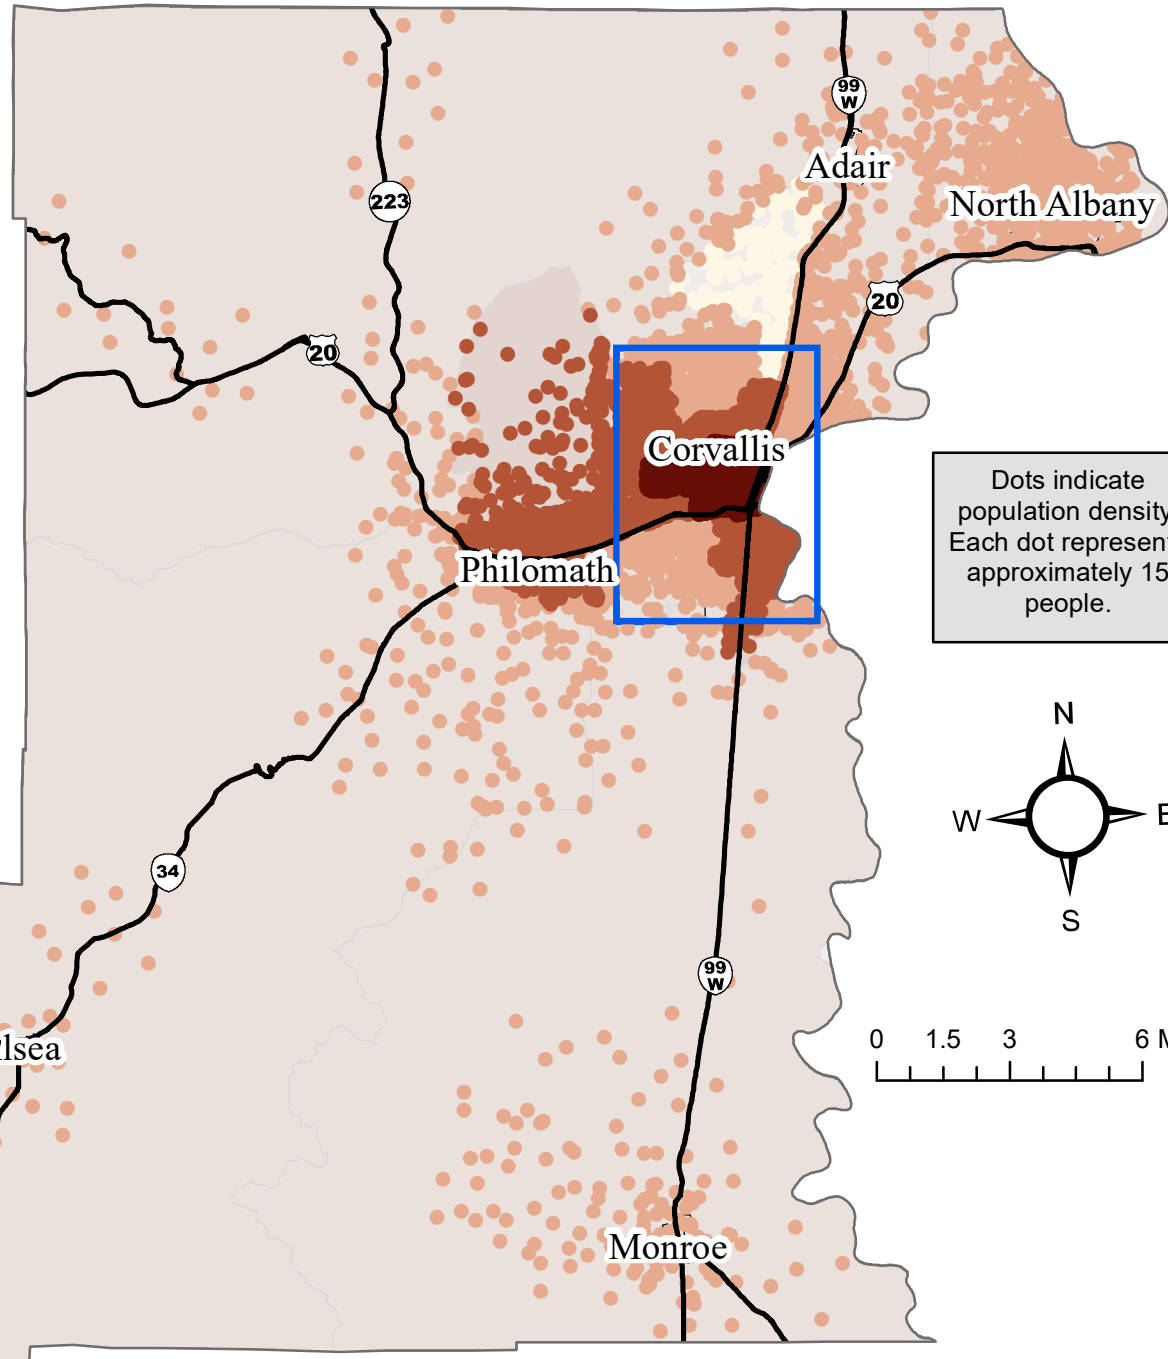 99
W
Adair
223
North Albany
20
20
Corvallis
Dots indicate
population density
Each dot represen
approximately 15
people.
Philomath
N
W
E
S
34
99
W
0 1.5 3 6 M
lsea
Monroe